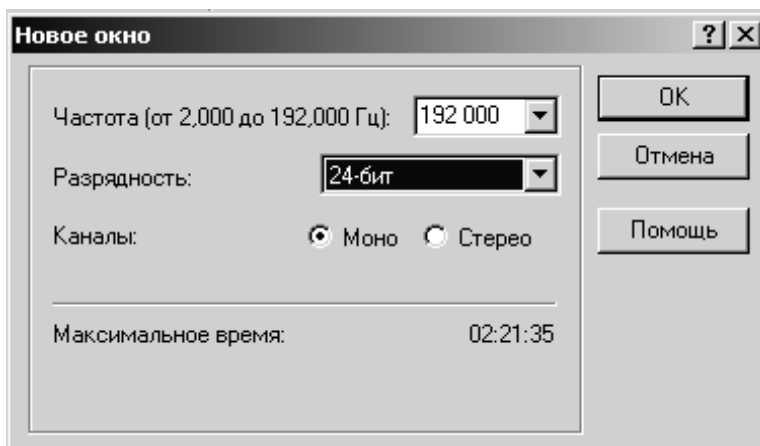 Новое окно
Частота (от 2,000 до 192,000 Гц): 192 000
Разрядность: 24-бит
Каналы: Моно Стерео
Максимальное время: 02:21:35
OK
Отмена
Помощь